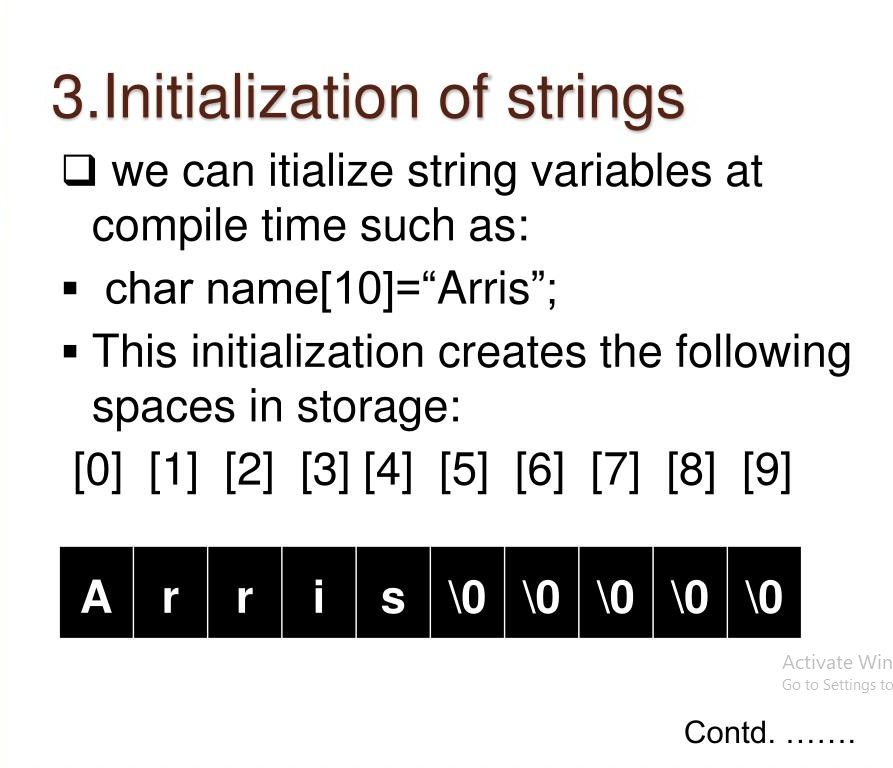 3.Initialization of strings
❑ we can itialize string variables at
compile time such as:
▪ char name[10]=“Arris”;
▪ This initialization creates the following
spaces in storage:
[0] [1] [2] [3] [4] [5] [6] [7] [8] [9]
A r r i s \0 \0 \0 \0 \0
Activate Win
Go to Settings to
Contd. …….